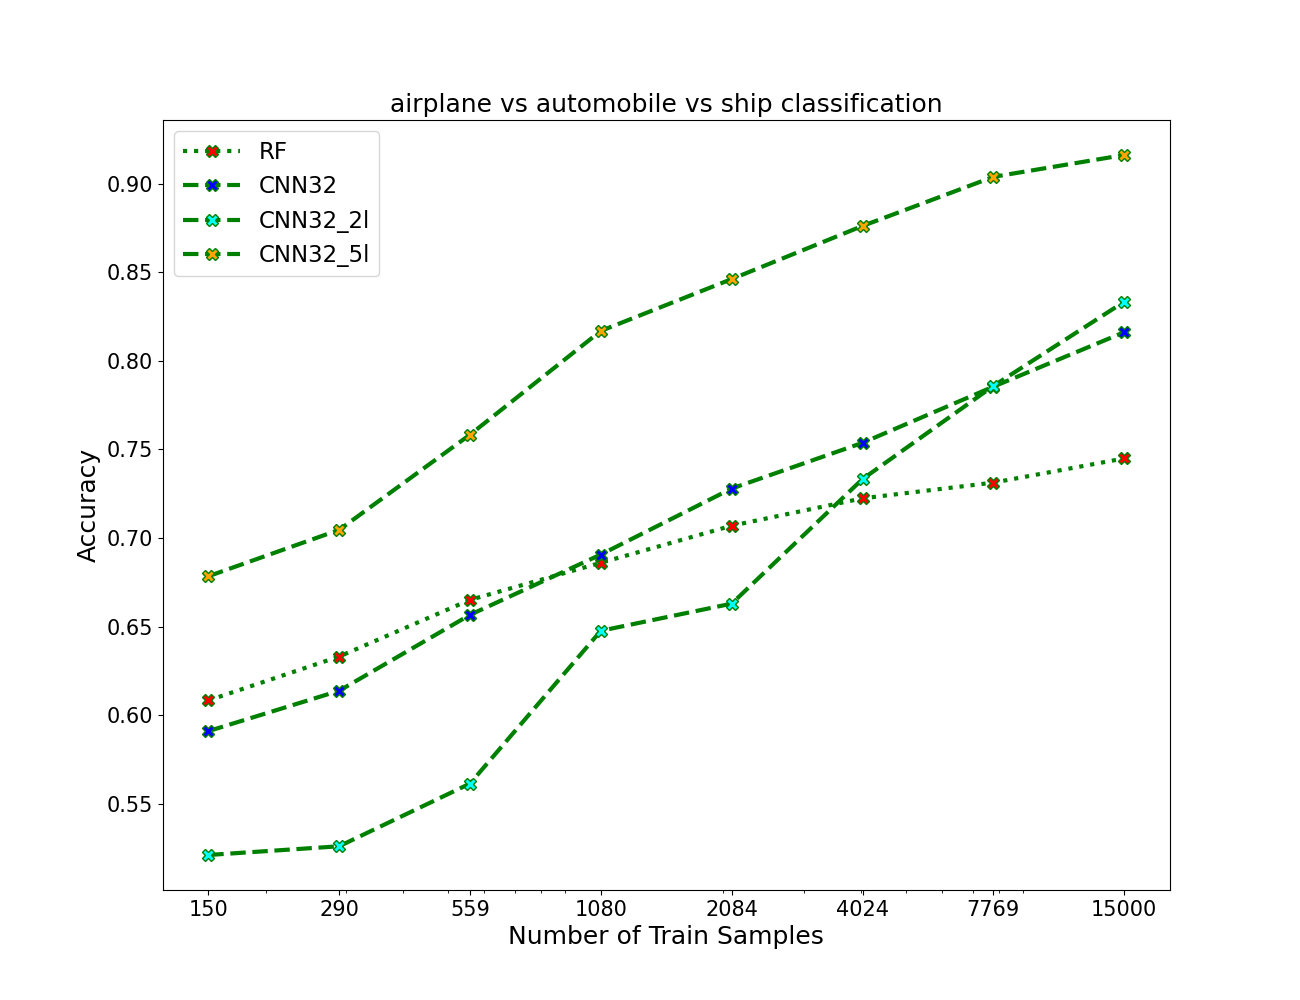 airplane vs automobile vs ship classification
RF
CNN32
CNN32_2l
CNN32_5l
0.90
0.85
0.80
0.75
0.70
0.65
0.60
0.55
Accuracy
150 290 559 1080 2084 4024 7769 15000
Number of Train Samples